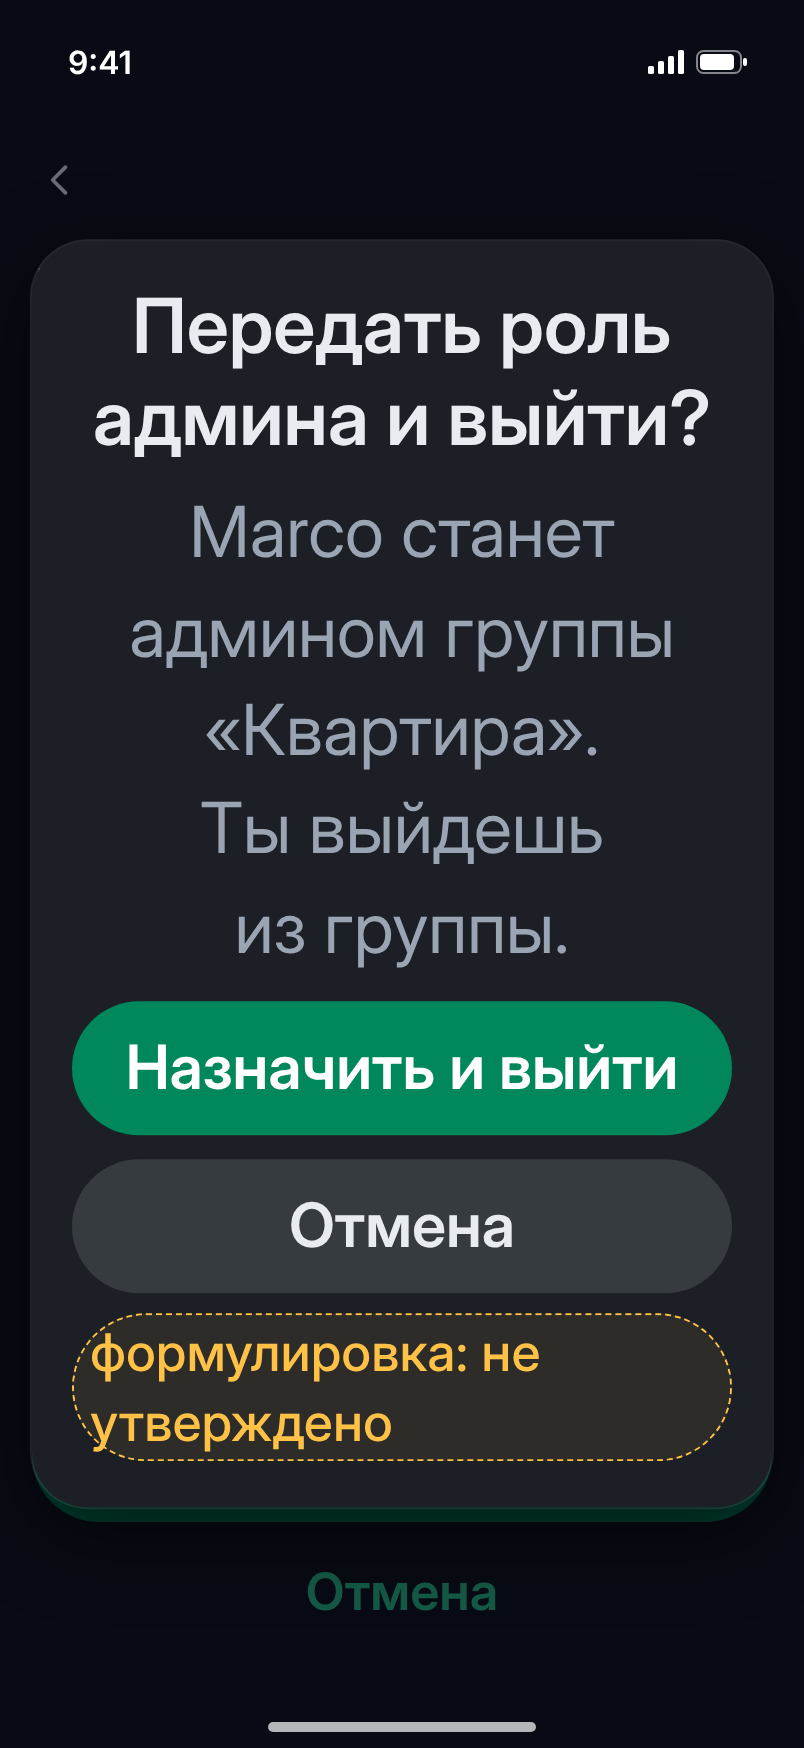 9:41
Передать роль
админа и выйти?
Marco станет
админом группы
«Квартира».
Ты выйдешь
из группы.
Назначить и выйти
Отмена
формулировка: не
утверждено
Отмена